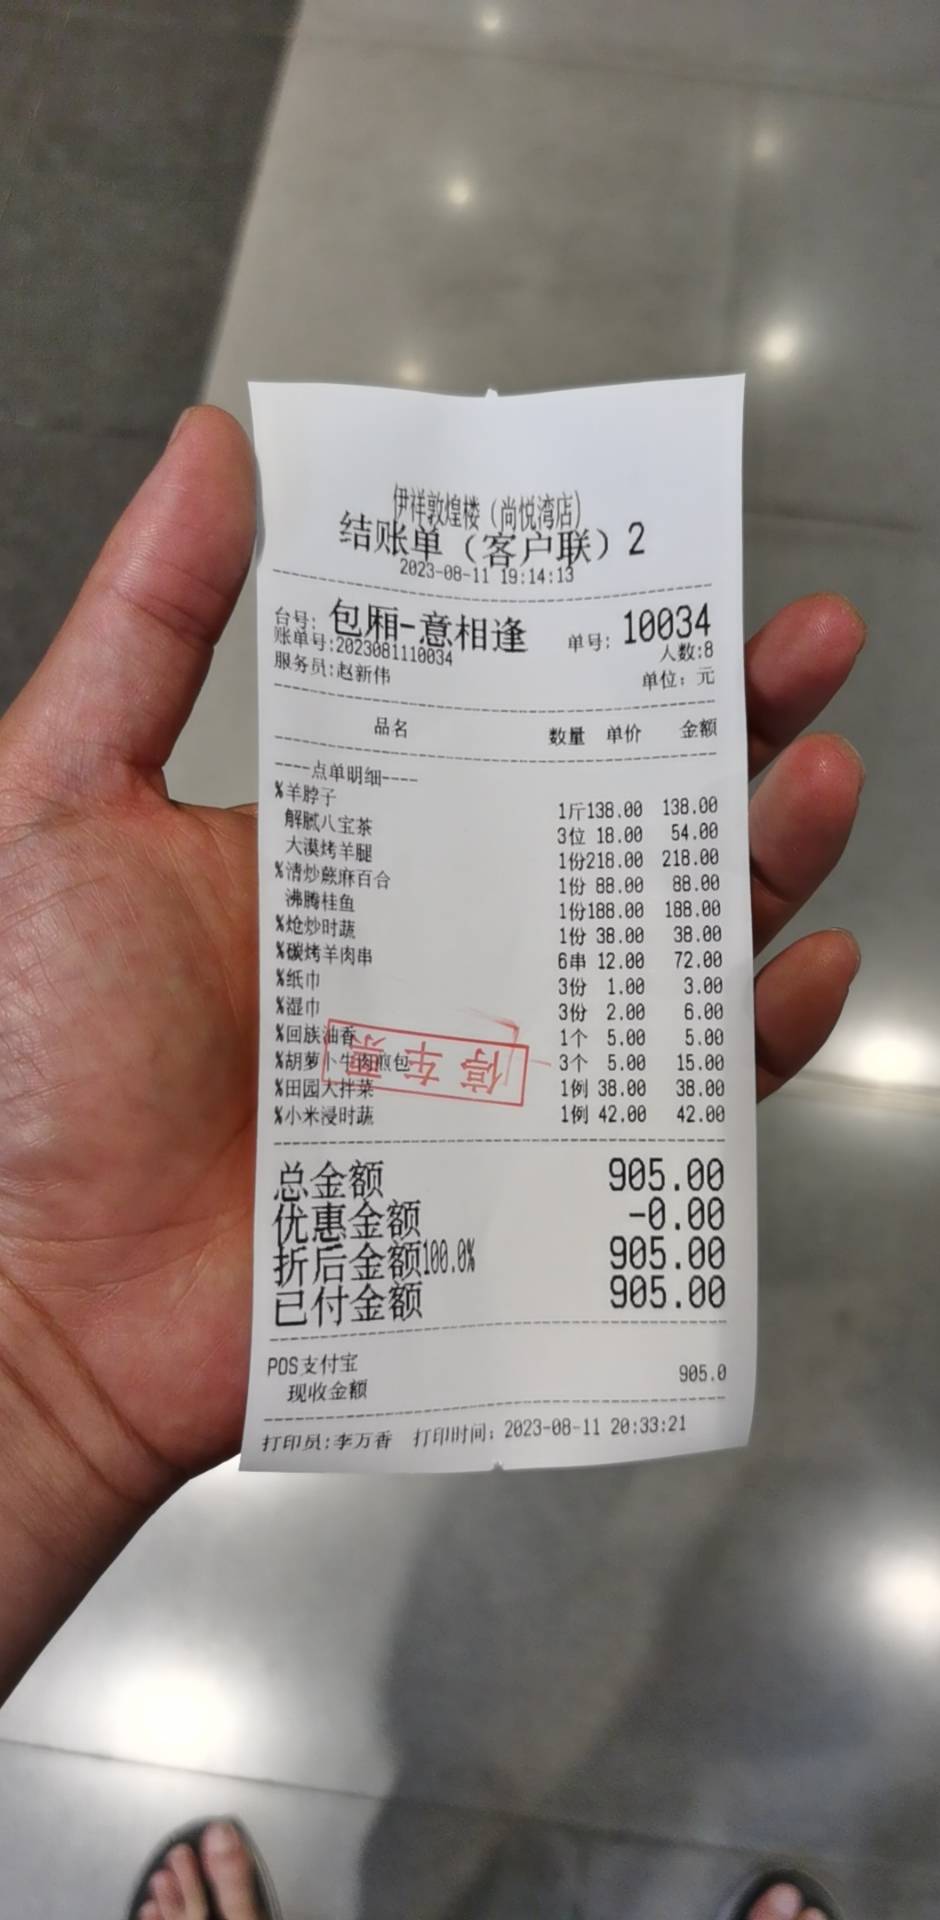 伊祥敦煌楼（尚悦湾店）
结账单（客户联）2
2023-08-11 19:14:13
台号: 包厢-意相逢 单号: 10034
账单号:2023081110034 人数:8
服务员:赵新伟 单位: 元
品名 数量 单价 金额
----点单明细----
%羊脖子 1斤138.00 138.00
解腻八宝茶 3位 18.00 54.00
大漠烤羊腿 1份218.00 218.00
%清炒蕨麻百合 1份 88.00 88.00
沸腾桂鱼 1份188.00 188.00
%炝炒时蔬 1份 38.00 38.00
%碳烤羊肉串 6串 12.00 72.00
%纸巾 3份 1.00 3.00
%湿巾 3份 2.00 6.00
%回族油香 1个 5.00 5.00
%胡萝卜牛肉煎包 3个 5.00 15.00
停车票
%田园大拌菜 1例 38.00 38.00
%小米浸时蔬 1例 42.00 42.00
总金额 905.00
优惠金额 -0.00
折后金额100.0% 905.00
已付金额 905.00
POS支付宝 905.0
现收金额
打印员:李万香 打印时间: 2023-08-11 20:33:21